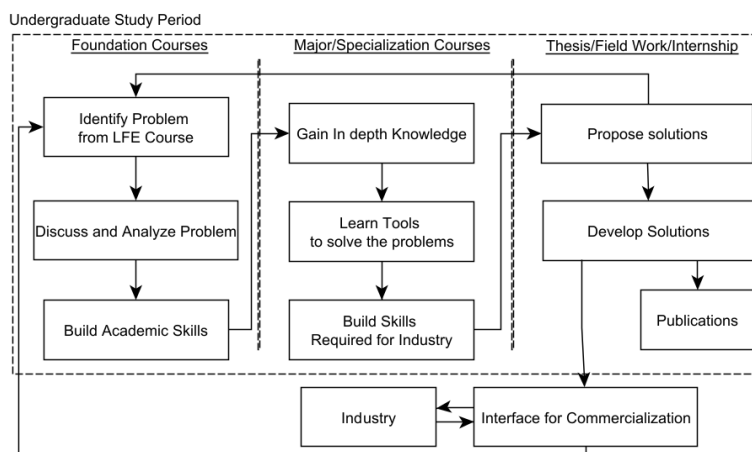 Undergraduate Study Period
Foundation Courses
Identify Problem
from LFE Course
Discuss and Analyze Problem
Build Academic Skills
Major/Specialization Courses
Gain In depth Knowledge
Learn Tools
to solve the problems
Build Skills
Required for Industry
Thesis/Field Work/Internship
Propose solutions
Develop Solutions
Publications
Industry
Interface for Commercialization